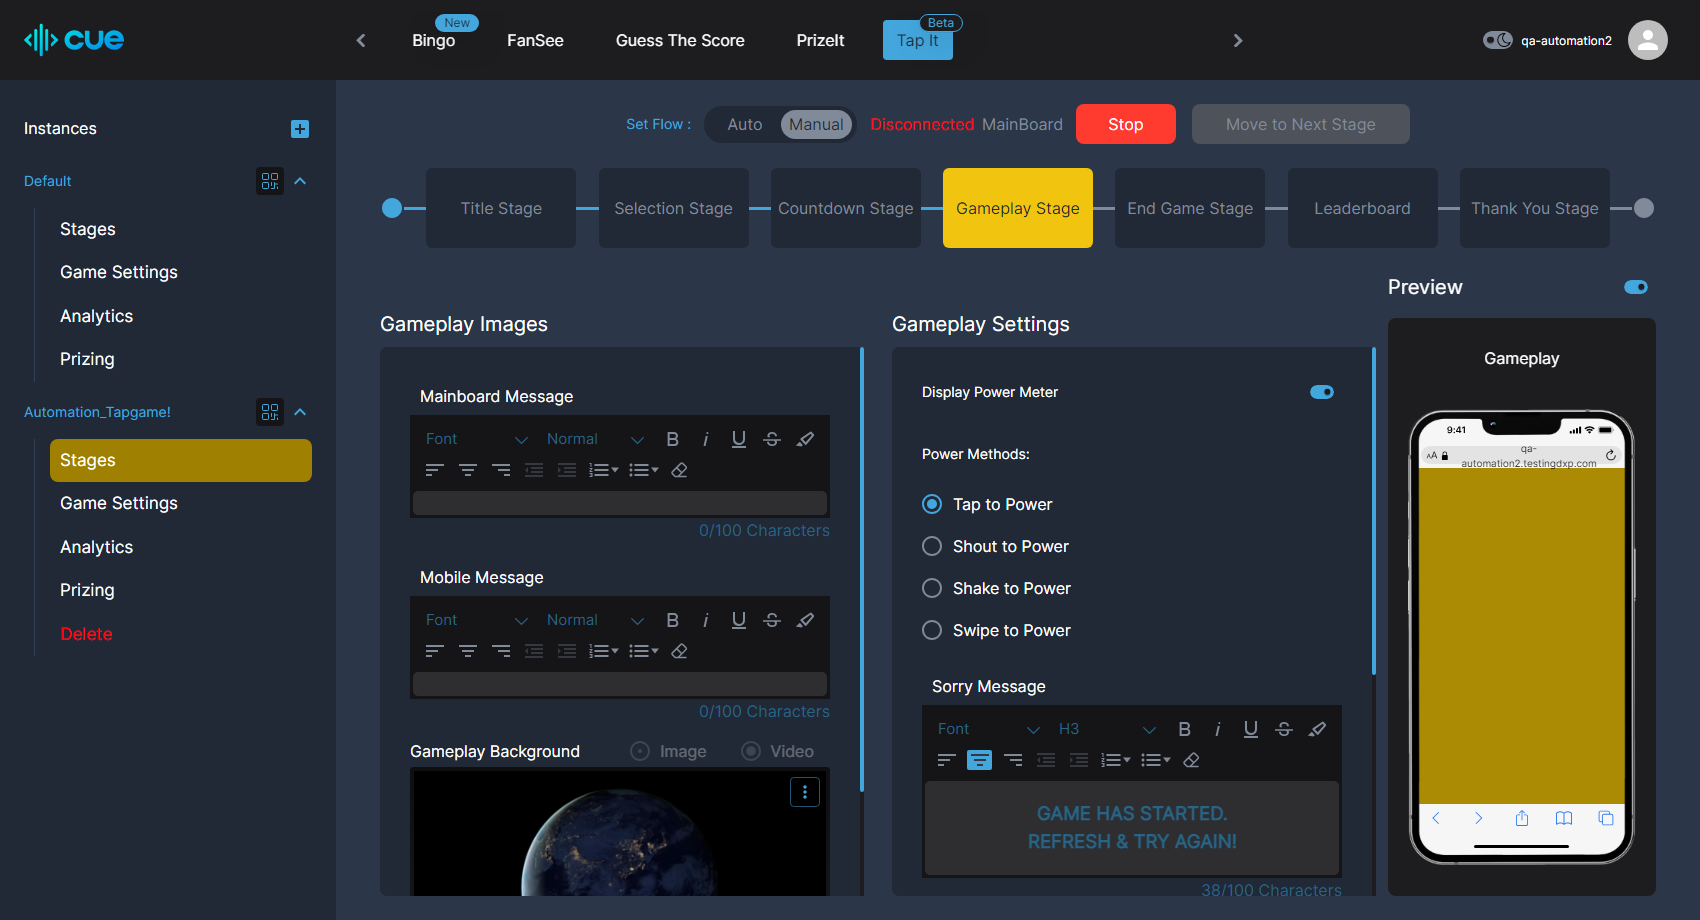 cue
New
Bingo
FanSee
Guess The Score
PrizeIt
Beta
Tap It
qa-automation2
Instances
Default
Stages
Game Settings
Analytics
Prizing
Automation_Tapgame!
Stages
Game Settings
Analytics
Prizing
Delete
Set Flow :
Auto
Manual
Disconnected MainBoard
Stop
Move to Next Stage
Title Stage
Selection Stage
Countdown Stage
Gameplay Stage
End Game Stage
Leaderboard
Thank You Stage
Gameplay Images
Mainboard Message
Font
Normal
B
i
U
S
0/100 Characters
Mobile Message
Font
Normal
B
i
U
S
0/100 Characters
Gameplay Background
Image
Video
Gameplay Settings
Display Power Meter
Power Methods:
Tap to Power
Shout to Power
Shake to Power
Swipe to Power
Sorry Message
Font
H3
B
i
U
S
GAME HAS STARTED.
REFRESH & TRY AGAIN!
38/100 Characters
Preview
Gameplay
9:41
AA
qa-
automation2.testingdxp.com